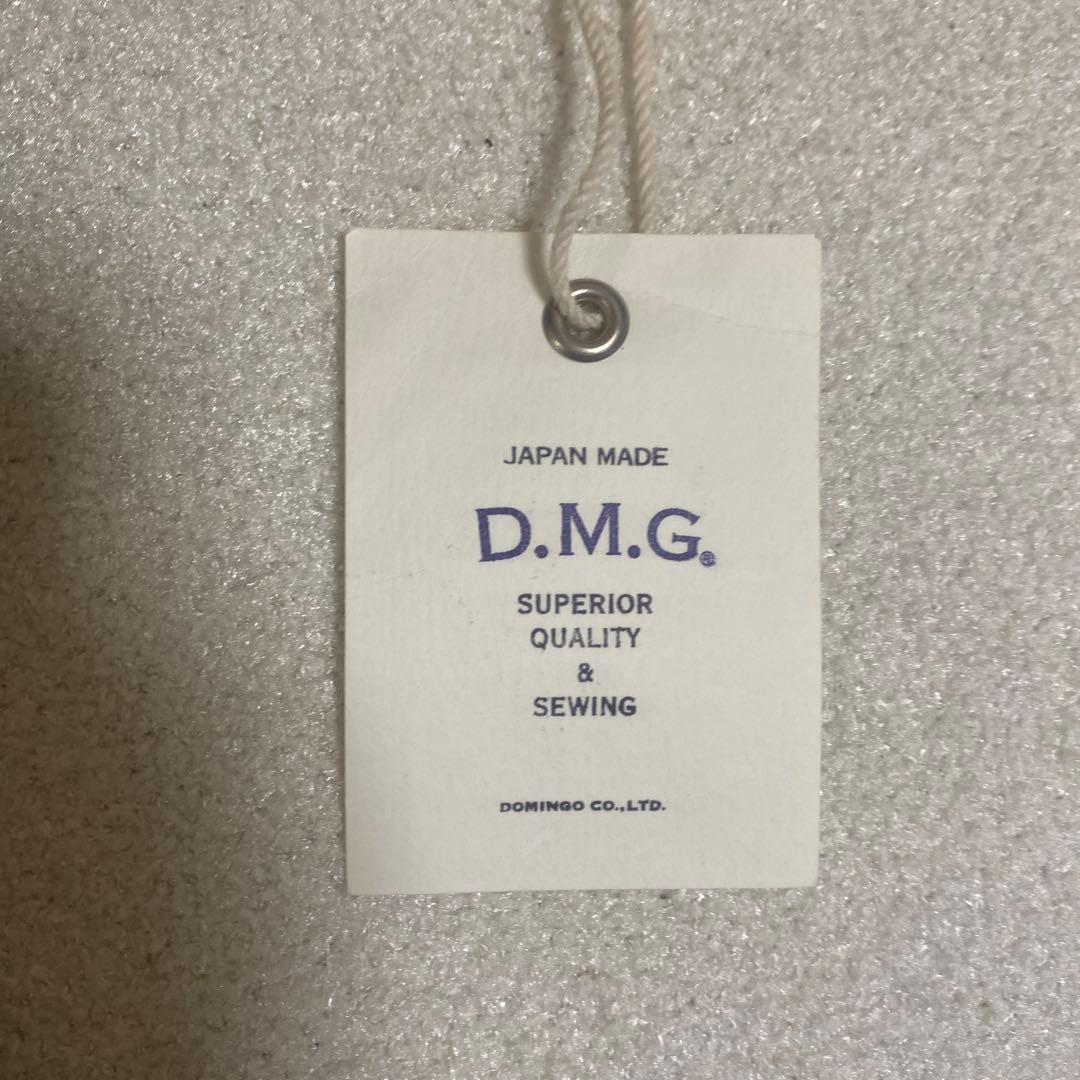 JAPAN MADE
D.M.G.®
SUPERIOR
QUALITY
&
SEWING
DOMINGO CO.,LTD.